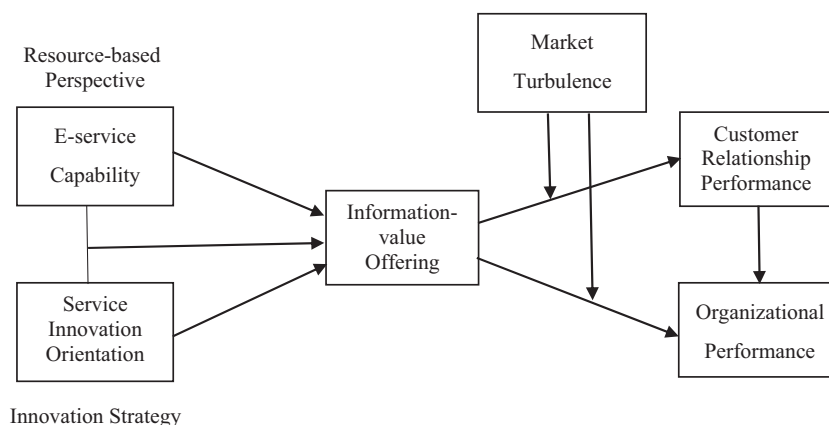 Resource-based
Perspective
E-service
Capability
Service
Innovation
Orientation
Innovation Strategy
Information-
value
Offering
Market
Turbulence
Customer
Relationship
Performance
Organizational
Performance